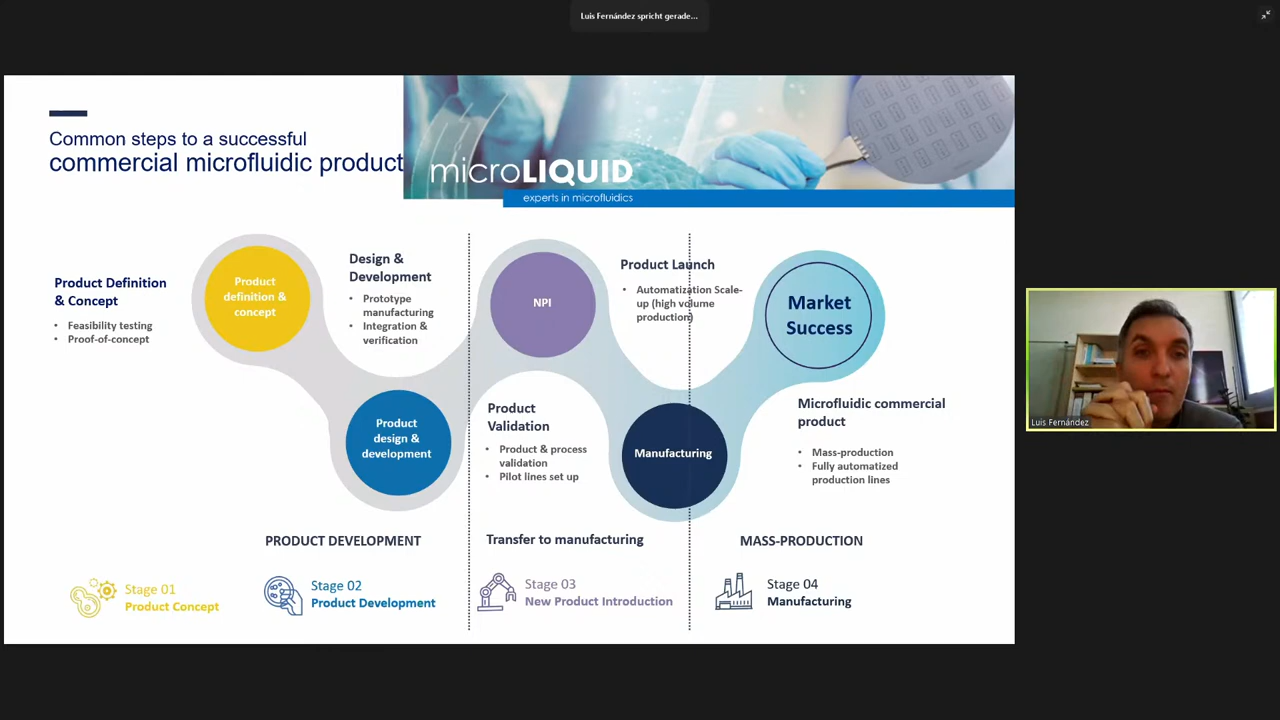 Luis Fernández spricht gerade...
Common steps to a successful
commercial microfluidic product
microLIQUID
experts in microfluidics
Product Definition
& Concept
• Feasibility testing
• Proof-of-concept
Product
definition &
concept
Design &
Development
• Prototype
manufacturing
• Integration &
verification
Product
design &
development
NPI
Product
Validation
• Product & process
validation
• Pilot lines set up
Product Launch
• Automatization Scale-
up (high volume
production)
Manufacturing
Market
Success
Microfluidic commercial
product
• Mass-production
• Fully automatized
production lines
Luis Fernández
PRODUCT DEVELOPMENT
Transfer to manufacturing
MASS-PRODUCTION
Stage 01
Product Concept
Stage 02
Product Development
Stage 03
New Product Introduction
Stage 04
Manufacturing